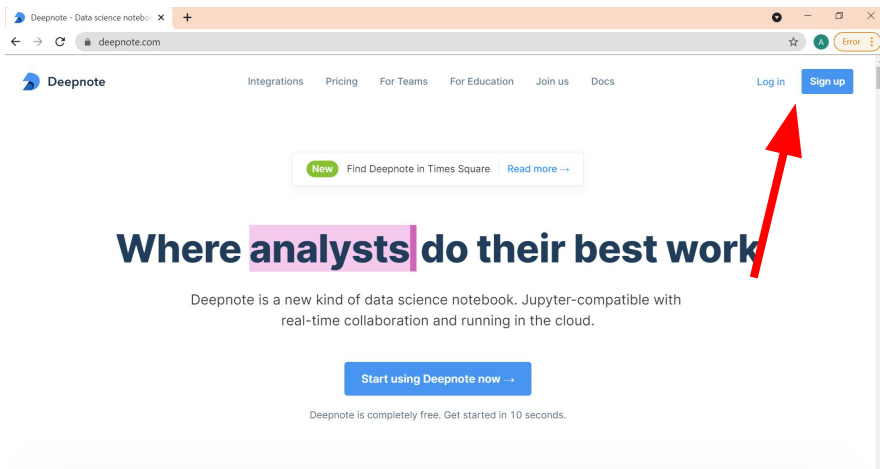 Deepnote - Data science notebo
deepnote.com
A
Error
Deepnote
Integrations Pricing For Teams For Education Join us Docs
Log in Sign up
New Find Deepnote in Times Square Read more →
Where analysts do their best work
Deepnote is a new kind of data science notebook. Jupyter-compatible with
real-time collaboration and running in the cloud.
Start using Deepnote now →
Deepnote is completely free. Get started in 10 seconds.